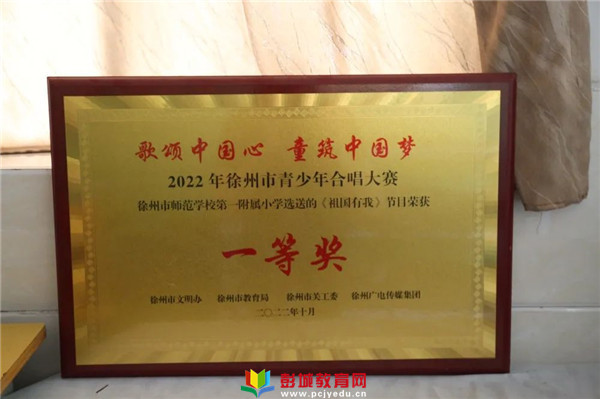 歌颂中国心 童筑中国梦
2022年徐州市青少年合唱大赛
徐州市师范学校第一附属小学选送的《祖国有我》节目荣获
一等奖
徐州市文明办 徐州市教育局 徐州市关工委 徐州广电传媒集团
二〇二二年十月
彭城教育网
www.pcjyedu.cn